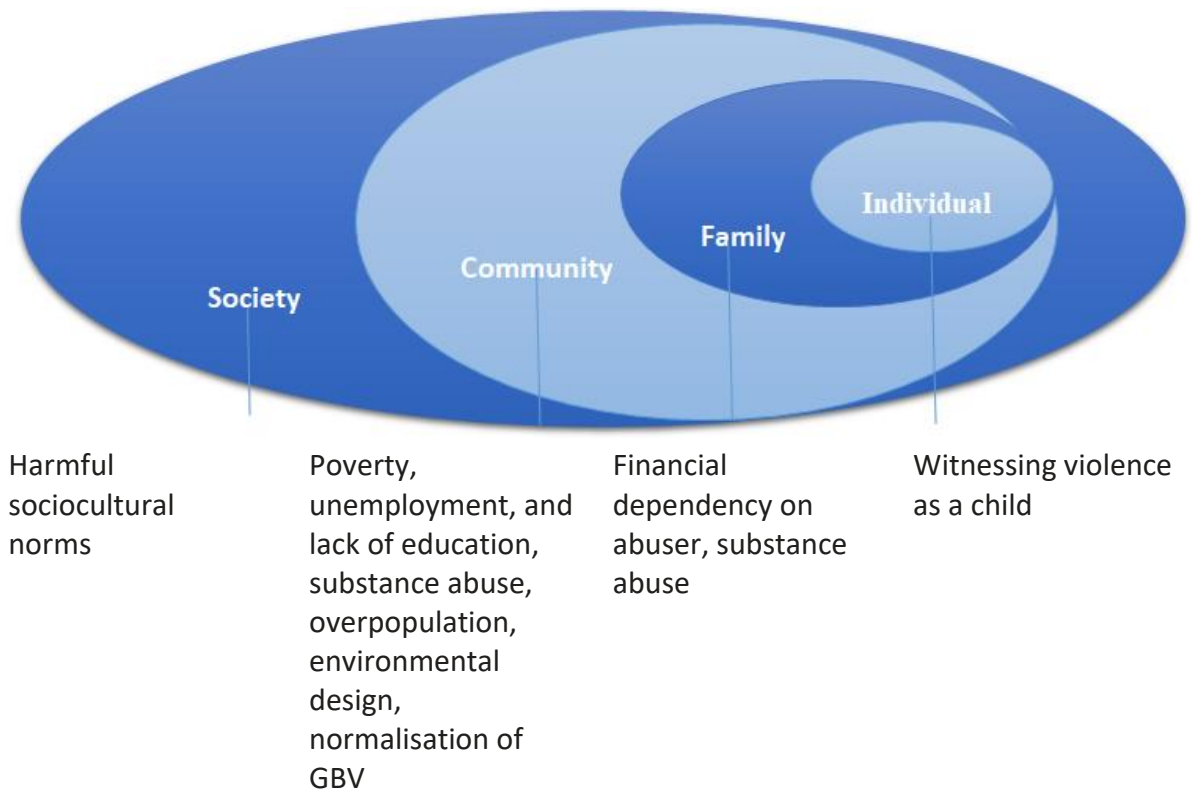 Individual
Family
Community
Society
Harmful
sociocultural
norms
Poverty,
unemployment, and
lack of education,
substance abuse,
overpopulation,
environmental
design,
normalisation of
GBV
Financial
dependency on
abuser, substance
abuse
Witnessing violence
as a child